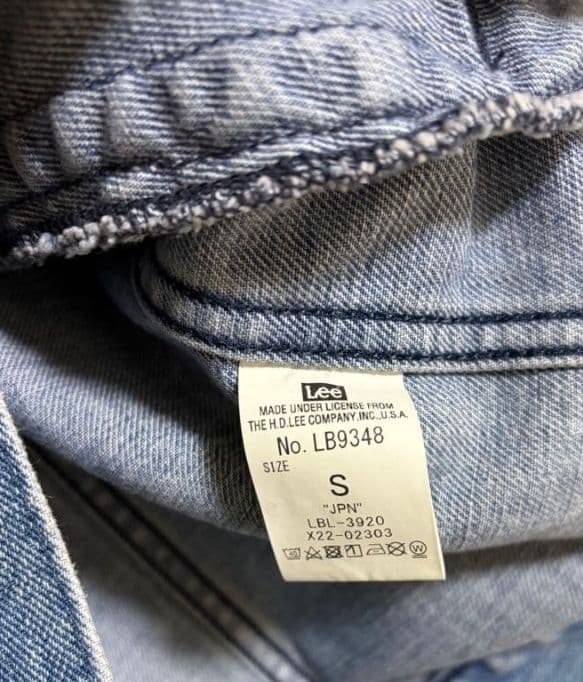 Lee
MADE UNDER LICENSE FROM
THE H.D.LEE COMPANY,INC.,U.S.A.
No. LB9348
SIZE
S
"JPN"
LBL-3920
X22-02303